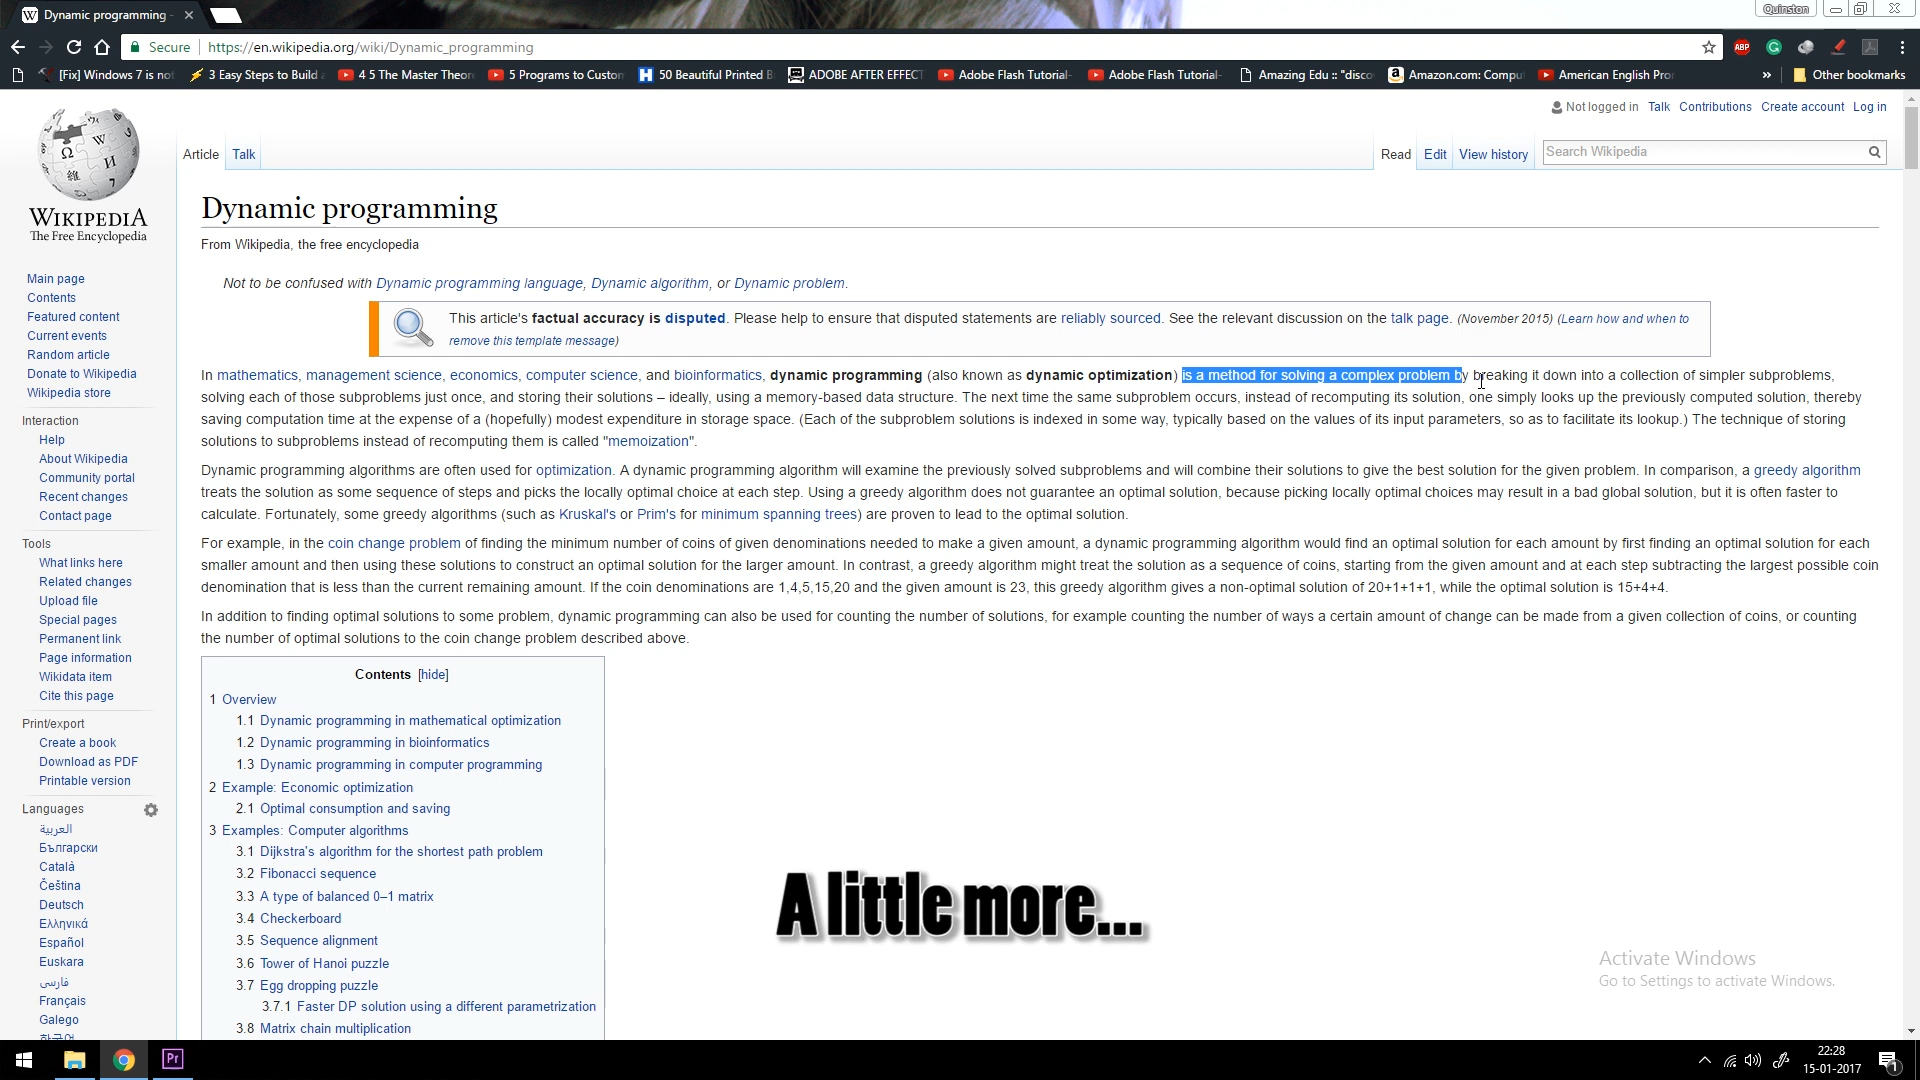 Dynamic programming -
Quinston
Secure https://en.wikipedia.org/wiki/Dynamic_programming
ABP
[Fix] Windows 7 is not
3 Easy Steps to Build a
4 5 The Master Theore
5 Programs to Custom
50 Beautiful Printed B
ADOBE AFTER EFFECT
Adobe Flash Tutorial-
Adobe Flash Tutorial-
Amazing Edu :: "disco
Amazon.com: Compu
American English Pron
» Other bookmarks
Not logged in Talk Contributions Create account Log in
Article Talk
Read Edit View history Search Wikipedia
WIKIPEDIA
The Free Encyclopedia
Main page
Contents
Featured content
Current events
Random article
Donate to Wikipedia
Wikipedia store
Interaction
Help
About Wikipedia
Community portal
Recent changes
Contact page
Tools
What links here
Related changes
Upload file
Special pages
Permanent link
Page information
Wikidata item
Cite this page
Print/export
Create a book
Download as PDF
Printable version
Languages
العربية
Български
Català
Čeština
Deutsch
Ελληνικά
Español
Euskara
فارسی
Français
Galego
한국어
Dynamic programming
From Wikipedia, the free encyclopedia
Not to be confused with Dynamic programming language, Dynamic algorithm, or Dynamic problem.
This article's factual accuracy is disputed. Please help to ensure that disputed statements are reliably sourced. See the relevant discussion on the talk page. (November 2015) (Learn how and when to
remove this template message)
In mathematics, management science, economics, computer science, and bioinformatics, dynamic programming (also known as dynamic optimization) is a method for solving a complex problem by breaking it down into a collection of simpler subproblems,
solving each of those subproblems just once, and storing their solutions – ideally, using a memory-based data structure. The next time the same subproblem occurs, instead of recomputing its solution, one simply looks up the previously computed solution, thereby
saving computation time at the expense of a (hopefully) modest expenditure in storage space. (Each of the subproblem solutions is indexed in some way, typically based on the values of its input parameters, so as to facilitate its lookup.) The technique of storing
solutions to subproblems instead of recomputing them is called "memoization".
Dynamic programming algorithms are often used for optimization. A dynamic programming algorithm will examine the previously solved subproblems and will combine their solutions to give the best solution for the given problem. In comparison, a greedy algorithm
treats the solution as some sequence of steps and picks the locally optimal choice at each step. Using a greedy algorithm does not guarantee an optimal solution, because picking locally optimal choices may result in a bad global solution, but it is often faster to
calculate. Fortunately, some greedy algorithms (such as Kruskal's or Prim's for minimum spanning trees) are proven to lead to the optimal solution.
For example, in the coin change problem of finding the minimum number of coins of given denominations needed to make a given amount, a dynamic programming algorithm would find an optimal solution for each amount by first finding an optimal solution for each
smaller amount and then using these solutions to construct an optimal solution for the larger amount. In contrast, a greedy algorithm might treat the solution as a sequence of coins, starting from the given amount and at each step subtracting the largest possible coin
denomination that is less than the current remaining amount. If the coin denominations are 1,4,5,15,20 and the given amount is 23, this greedy algorithm gives a non-optimal solution of 20+1+1+1, while the optimal solution is 15+4+4.
In addition to finding optimal solutions to some problem, dynamic programming can also be used for counting the number of solutions, for example counting the number of ways a certain amount of change can be made from a given collection of coins, or counting
the number of optimal solutions to the coin change problem described above.
Contents [hide]
1 Overview
1.1 Dynamic programming in mathematical optimization
1.2 Dynamic programming in bioinformatics
1.3 Dynamic programming in computer programming
2 Example: Economic optimization
2.1 Optimal consumption and saving
3 Examples: Computer algorithms
3.1 Dijkstra's algorithm for the shortest path problem
3.2 Fibonacci sequence
3.3 A type of balanced 0–1 matrix
3.4 Checkerboard
3.5 Sequence alignment
3.6 Tower of Hanoi puzzle
3.7 Egg dropping puzzle
3.7.1 Faster DP solution using a different parametrization
3.8 Matrix chain multiplication
A little more...
Activate Windows
Go to Settings to activate Windows.
Pr
22:28
15-01-2017
1